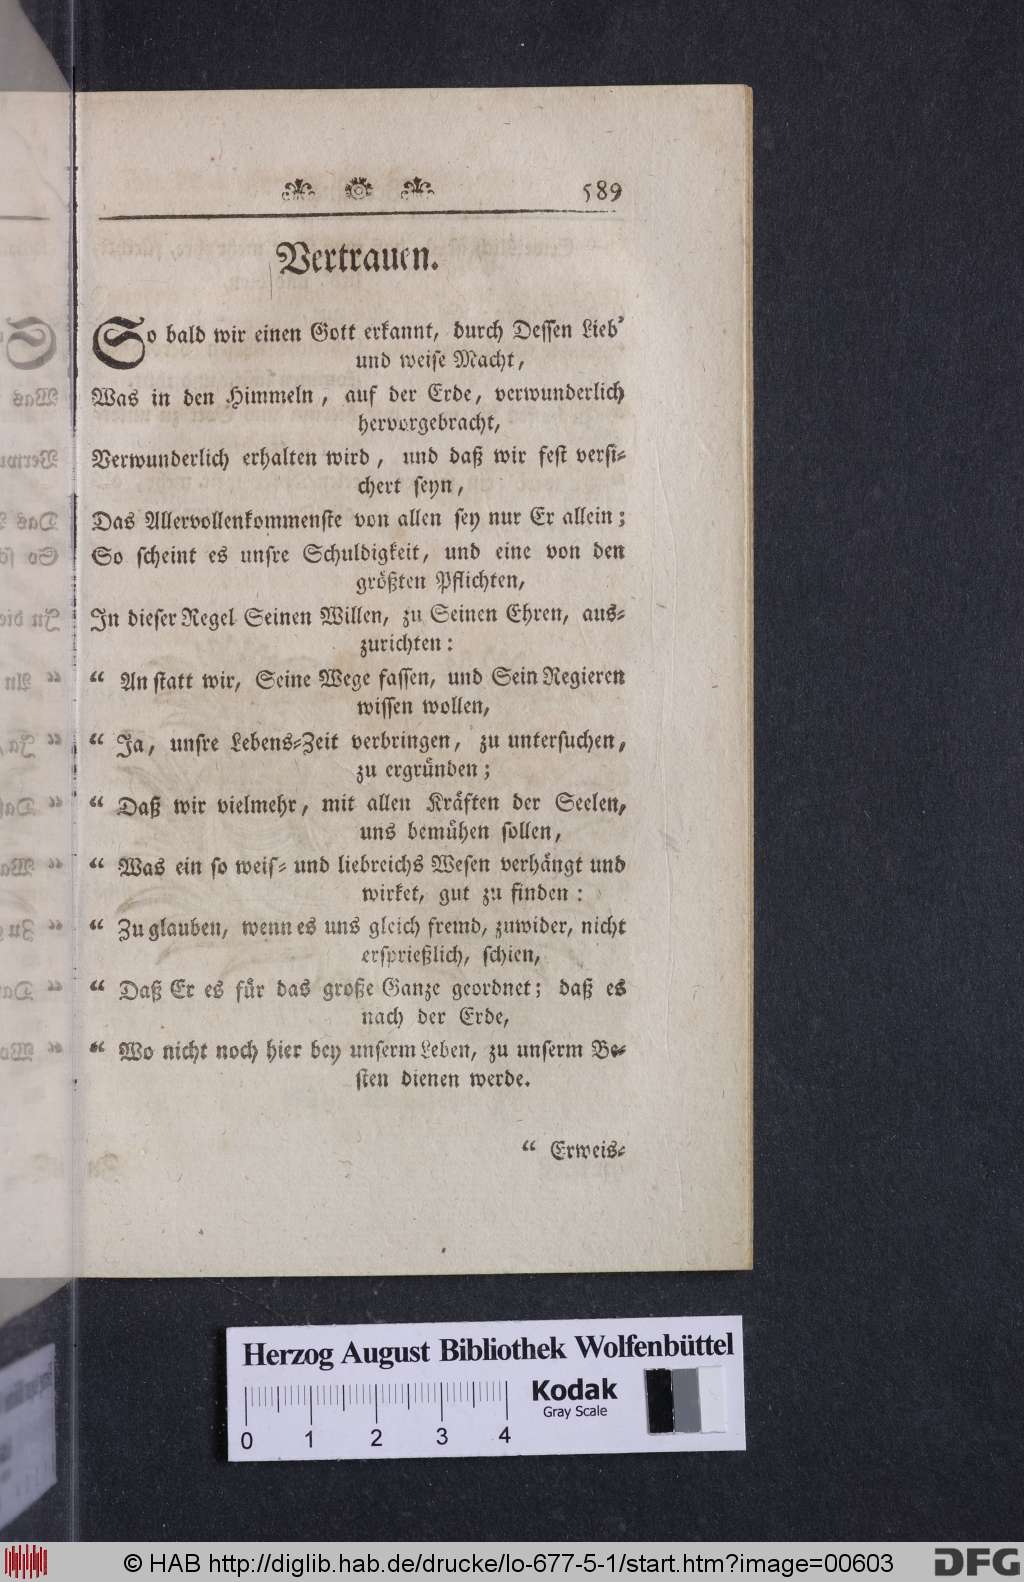 589
Vertrauen.
So bald wir einen Gott erkannt, durch Dessen Lieb'
und weise Macht,
Was in den Himmeln, auf der Erde, verwunderlich
hervorgebracht,
Verwunderlich erhalten wird, und daß wir fest versi-
chert seyn,
Das Allervollenkommenste von allen sey nur Er allein;
So scheint es unsre Schuldigkeit, und eine von den
größten Pflichten,
In dieser Regel Seinen Willen, zu Seinen Ehren, aus-
zurichten:
“ An statt wir, Seine Wege fassen, und Sein Regieren
wissen wollen,
“ Ja, unsre Lebens-Zeit verbringen, zu untersuchen,
zu ergründen;
“ Daß wir vielmehr, mit allen Kräften der Seelen,
uns bemühen sollen,
“ Was ein so weis- und liebreichs Wesen verhängt und
wirket, gut zu finden:
“ Zu glauben, wenn es uns gleich fremd, zuwider, nicht
ersprießlich, schien,
“ Daß Er es für das große Ganze geordnet; daß es
nach der Erde,
“ Wo nicht noch hier bey unserm Leben, zu unserm Be-
sten dienen werde.
“ Erweis-
Herzog August Bibliothek Wolfenbüttel
Kodak
Gray Scale
0 1 2 3 4
© HAB http://diglib.hab.de/drucke/lo-677-5-1/start.htm?image=00603
DFG